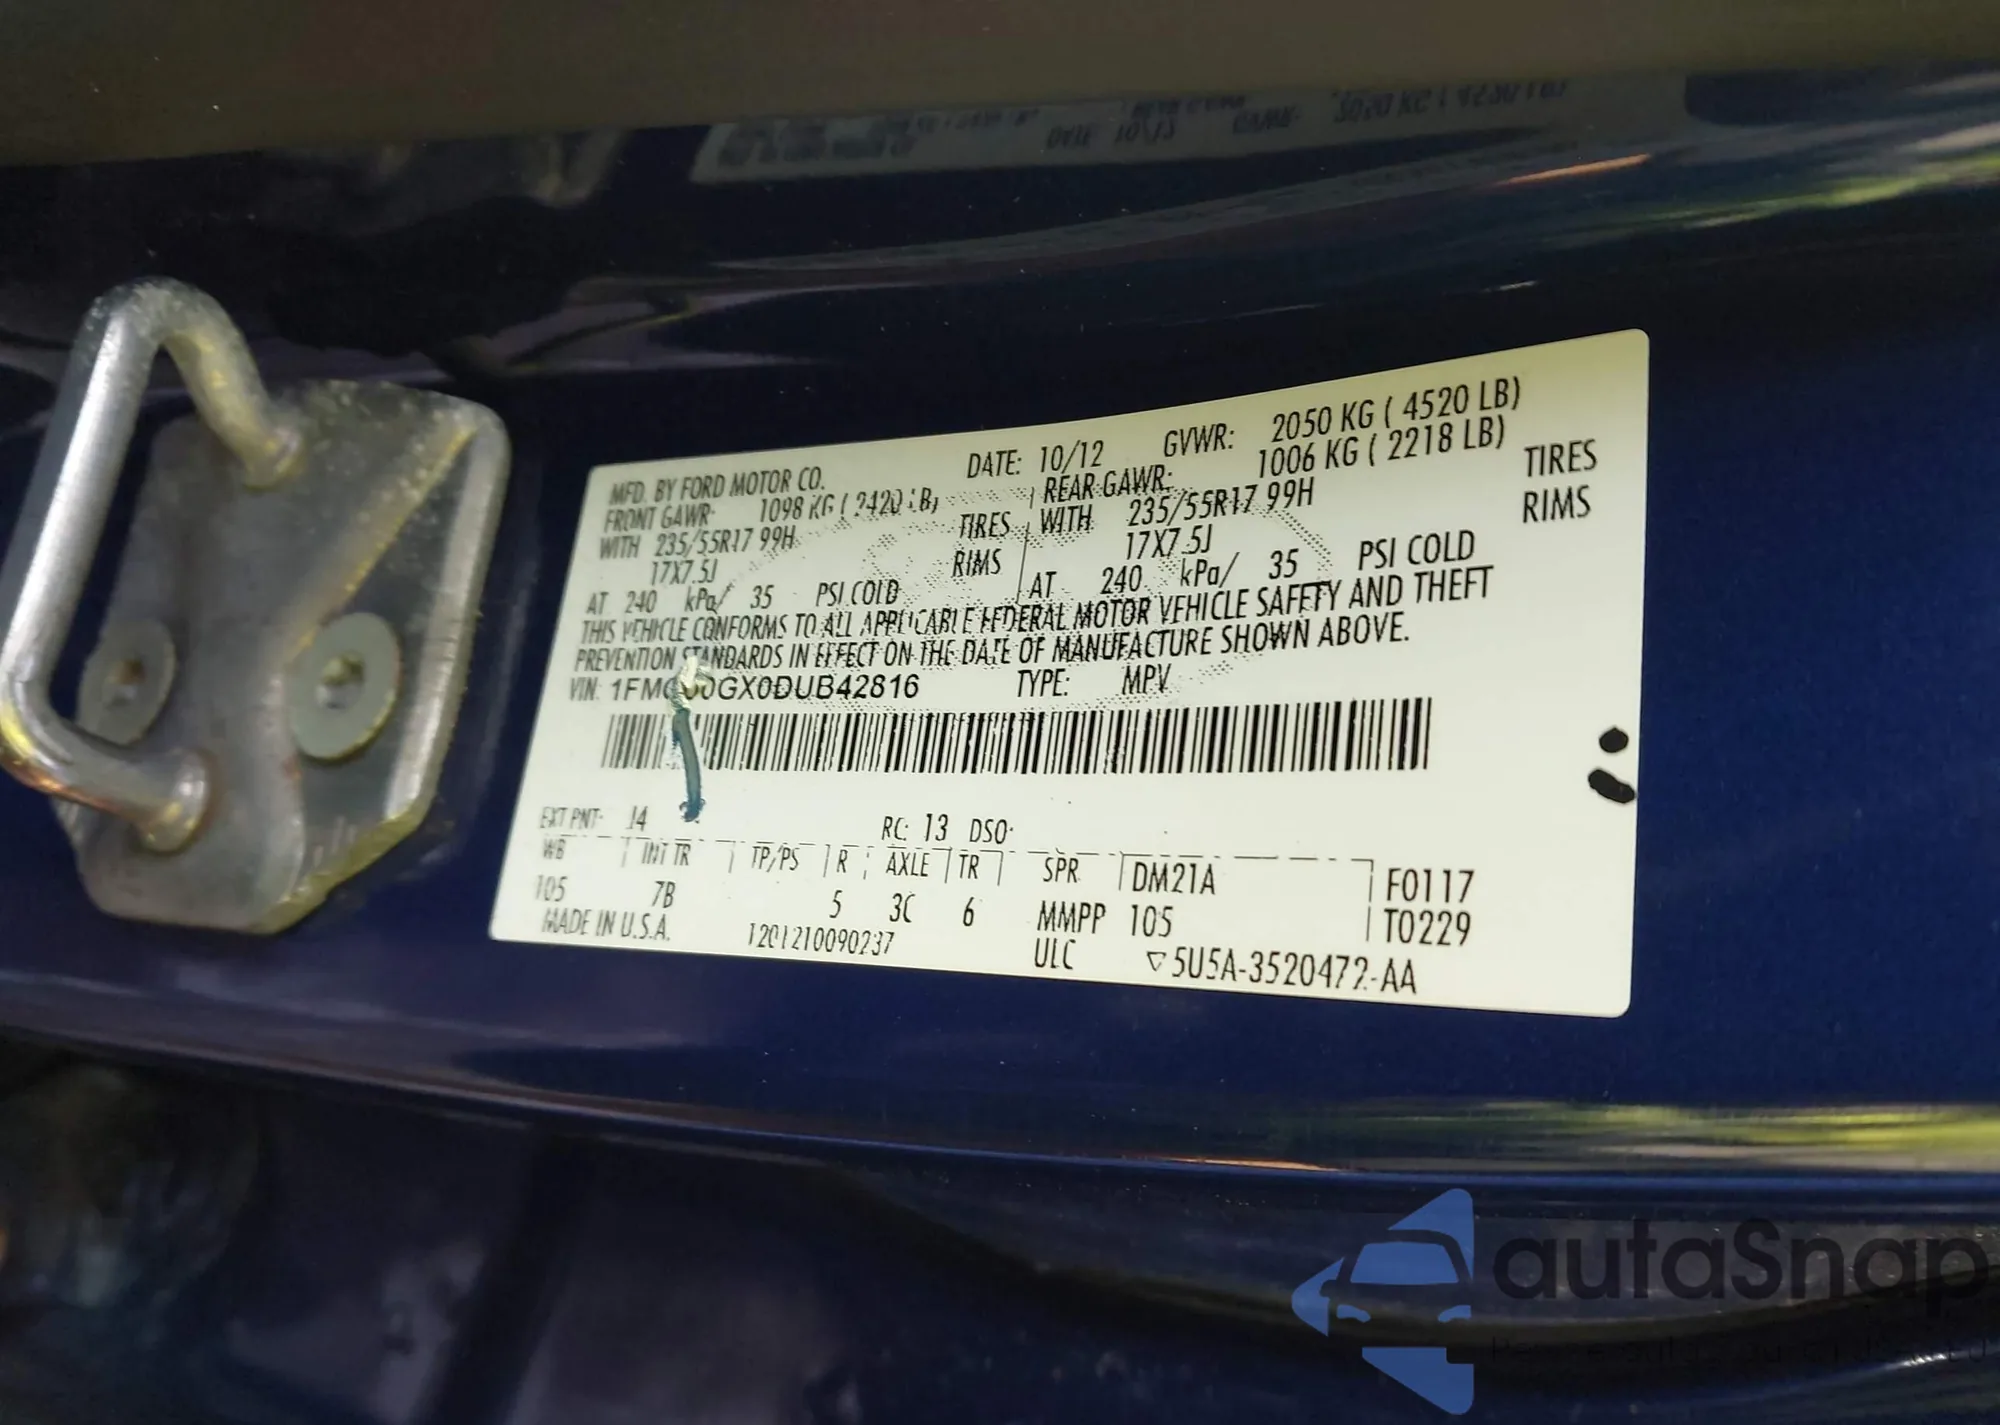 MFD. BY FORD MOTOR CO. DATE: 10/12 GVWR: 2050 KG ( 4520 LB)
FRONT GAWR: 1098 KG ( 2420 LB) REAR GAWR: 1006 KG ( 2218 LB)
WITH 235/55R17 99H TIRES WITH 235/55R17 99H TIRES
17X7.5J RIMS 17X7.5J RIMS
AT 240 kPa/ 35 PSI COLD AT 240 kPa/ 35 PSI COLD
THIS VEHICLE CONFORMS TO ALL APPLICABLE FEDERAL MOTOR VEHICLE SAFETY AND THEFT
PREVENTION STANDARDS IN EFFECT ON THE DATE OF MANUFACTURE SHOWN ABOVE.
VIN: TYPE: MPV
EXT PNT: J4 RC: 13 DSO:
WB INT TR TP/PS R AXLE TR SPR DM21A F0117
105 7B 5 3C 6 MMPP 105 T0229
MADE IN U.S.A. 1201210090237 ULC ▽5U5A-3520472-AA
autaSnap